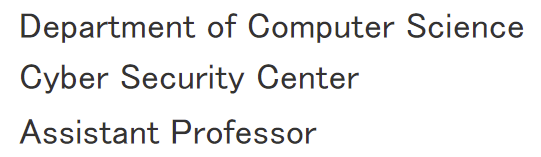 Department of Computer Science
Cyber Security Center
Assistant Professor